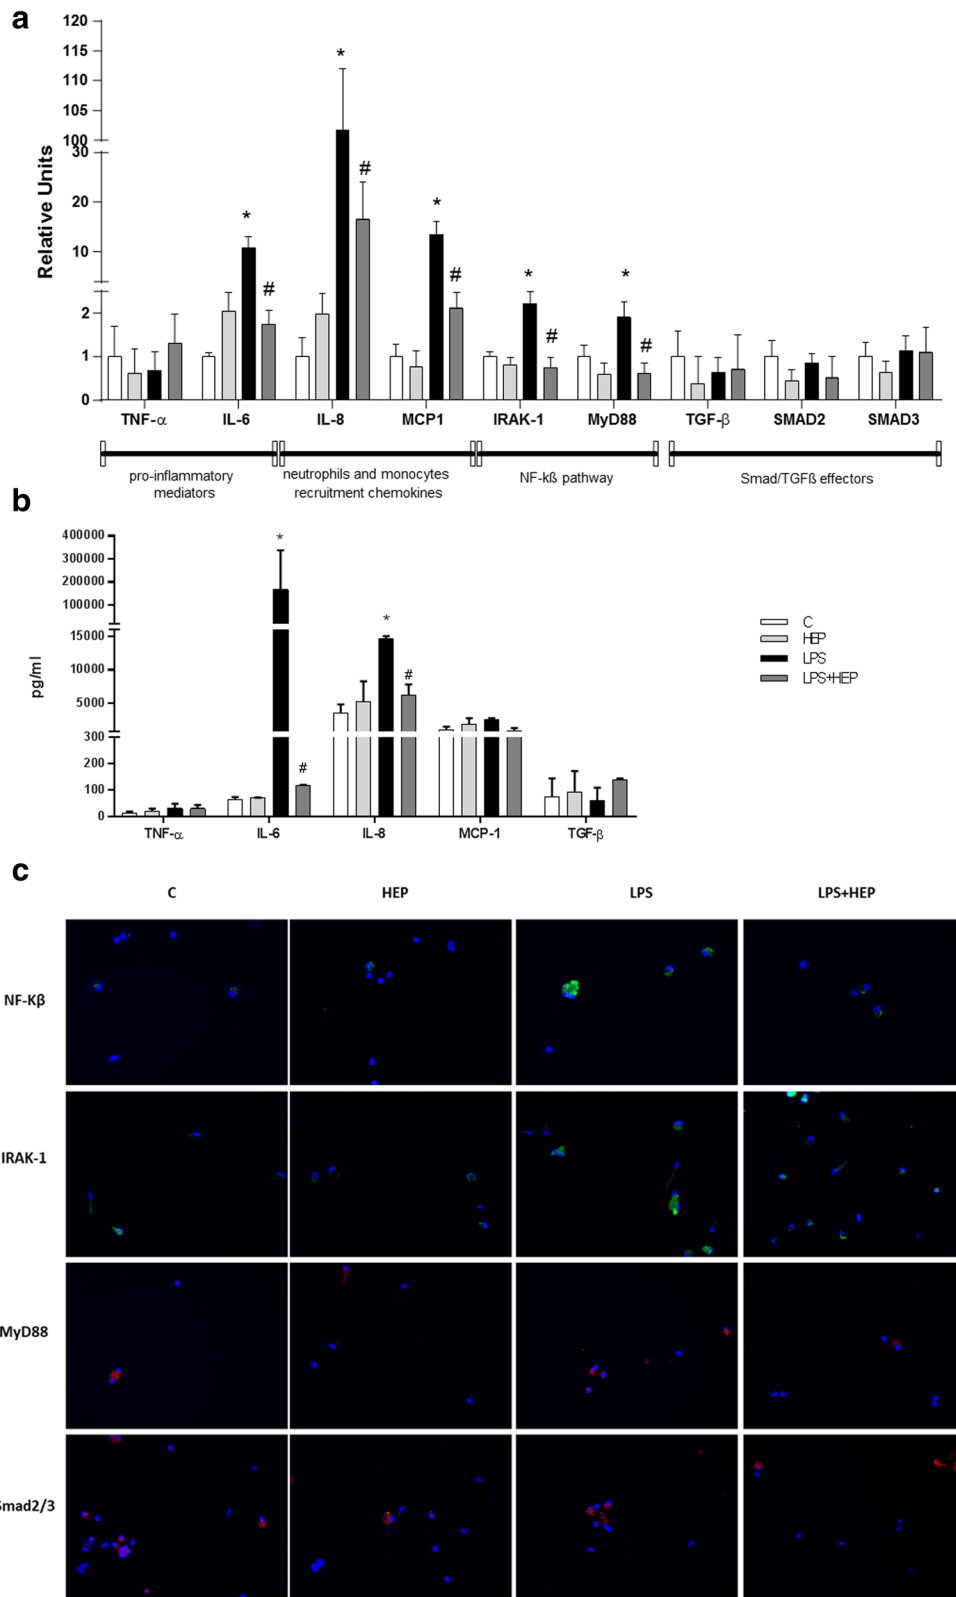 a
120
115
110
105
100
30
20
10
2
1
0
Relative Units
* # * # * # * # * #
TNF-α IL-6 IL-8 MCP1 IRAK-1 MyD88 TGF-β SMAD2 SMAD3
pro-inflammatory mediators
neutrophils and monocytes recruitment chemokines
NF-kß pathway
Smad/TGFß effectors
b
400000
300000
200000
100000
15000
10000
5000
300
200
100
0
pg/ml
* # * #
TNF-α IL-6 IL-8 MCP-1 TGF-β
C
HEP
LPS
LPS+HEP
c
C HEP LPS LPS+HEP
NF-Kβ
IRAK-1
MyD88
Smad2/3